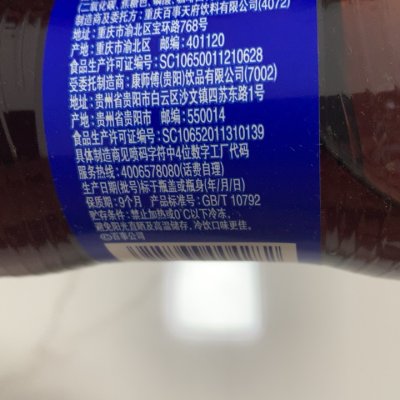 制造商及委托方：重庆百事天府饮料有限公司(4072)
地址：重庆市渝北区宝环路768号
产地：重庆市渝北区 邮编：401120
食品生产许可证编号：SC10650011210628
受委托制造商：康师傅(贵阳)饮品有限公司(7002)
地址：贵州省贵阳市白云区沙文镇四苏东路1号
产地：贵州省贵阳市 邮编：550014
食品生产许可证编号：SC10652011310139
具体制造商见喷码字符中4位数字工厂代码
服务热线：4006578080(话费自理)
生产日期(批号)标于瓶盖或瓶身(年/月/日)
保质期：9个月 产品标准号：GB/T 10792
贮存条件：禁止加热或0℃以下冷冻，
避免阳光直晒及高温储存，冷饮口味更佳。
百事公司